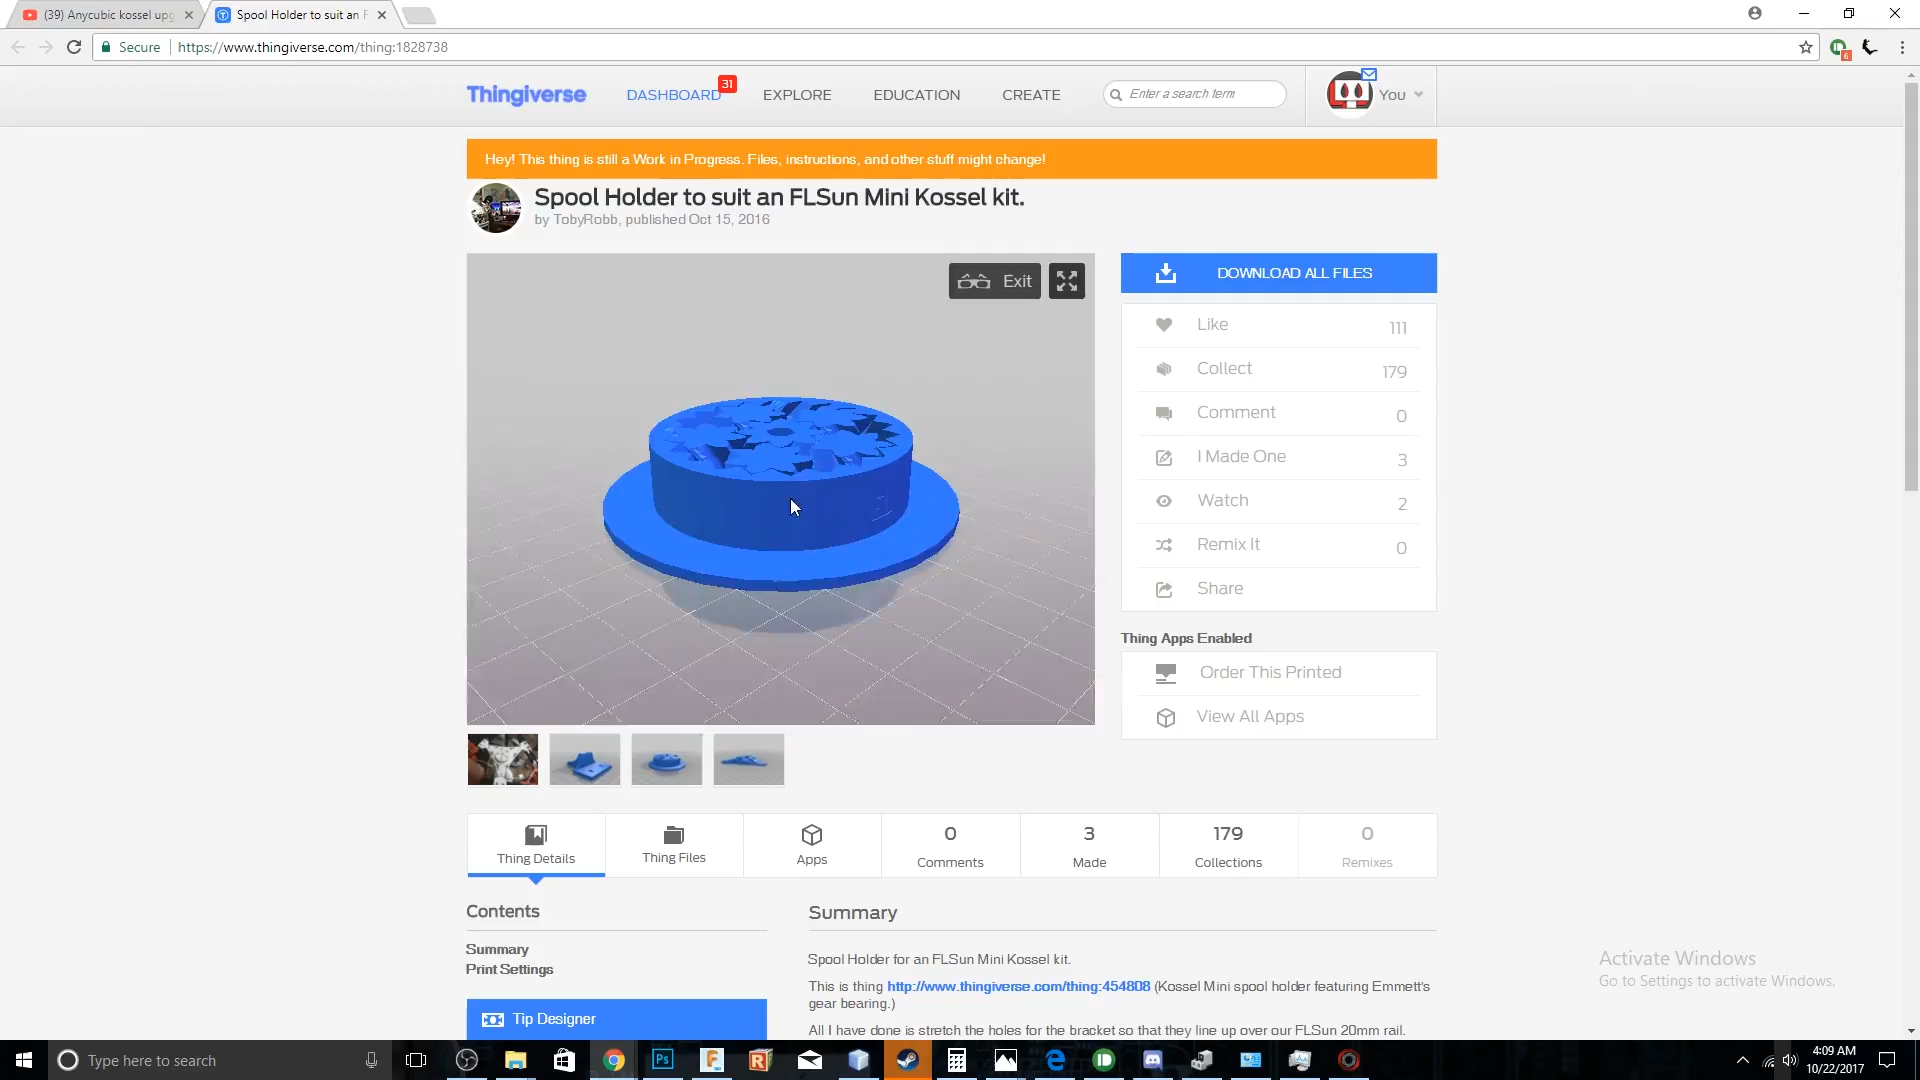 (39) Anycubic kossel upg
Spool Holder to suit an F
Secure
https://www.thingiverse.com/thing:1828738
6
Thingiverse
DASHBOARD
31
EXPLORE
EDUCATION
CREATE
Enter a search term
You
Hey! This thing is still a Work in Progress. Files, instructions, and other stuff might change!
Spool Holder to suit an FLSun Mini Kossel kit.
by TobyRobb, published Oct 15, 2016
Exit
DOWNLOAD ALL FILES
Like 111
Collect 179
Comment 0
I Made One 3
Watch 2
Remix It 0
Share
Thing Apps Enabled
Order This Printed
View All Apps
Thing Details
Thing Files
Apps
0
Comments
3
Made
179
Collections
0
Remixes
Contents
Summary
Print Settings
Tip Designer
Summary
Spool Holder for an FLSun Mini Kossel kit.
This is thing http://www.thingiverse.com/thing:454808 (Kossel Mini spool holder featuring Emmett's
gear bearing.)
All I have done is stretch the holes for the bracket so that they line up over our FLSun 20mm rail.
Activate Windows
Go to Settings to activate Windows.
Type here to search
Ps
4:09 AM
10/22/2017